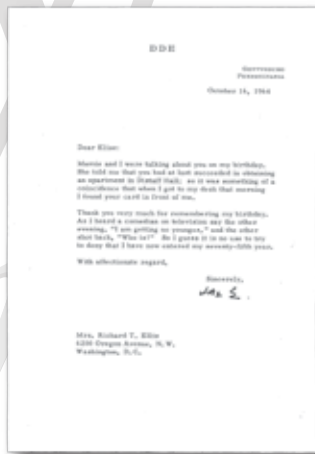 DDE
GETTYSBURG
PENNSYLVANIA
October 16, 1964
Dear Elise:
Mamie and I were talking about you on my birthday.
She told me that you had at last succeeded in obtaining
an apartment in Distaff Hall; so it was something of a
coincidence that when I got to my desk that morning
I found your card in front of me.
Thank you very much for remembering my birthday.
As I heard a comedian on television say the other
evening, "I am getting no younger," and the other
shot back, "Who is?" So I guess it is no use to try
to deny that I have now entered my seventy-fifth year.
With affectionate regard,
Sincerely,
Mrs. Richard T.
6200 Oregon Avenue, N.W.
Washington, D.C.